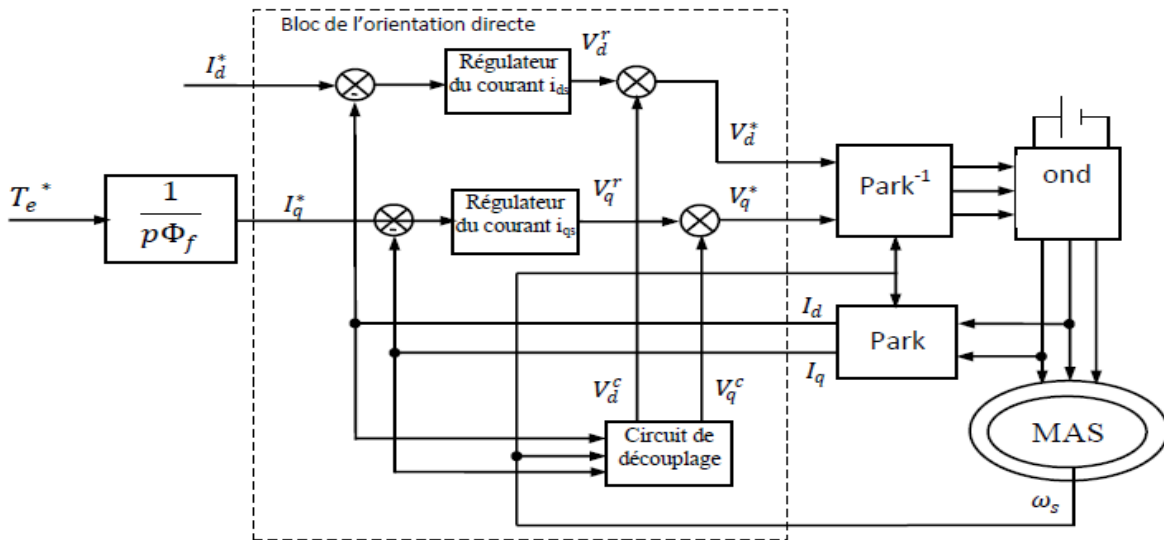 Bloc de l'orientation directe
I_d^*
-
Régulateur
du courant i_ds
V_d^r
V_d^*
T_e^*
1
pΦ_f
I_q^*
-
Régulateur
du courant i_qs
V_q^r
V_q^*
Park⁻¹
ond
I_d
I_q
Park
V_d^c
V_q^c
Circuit de
découplage
MAS
ω_s